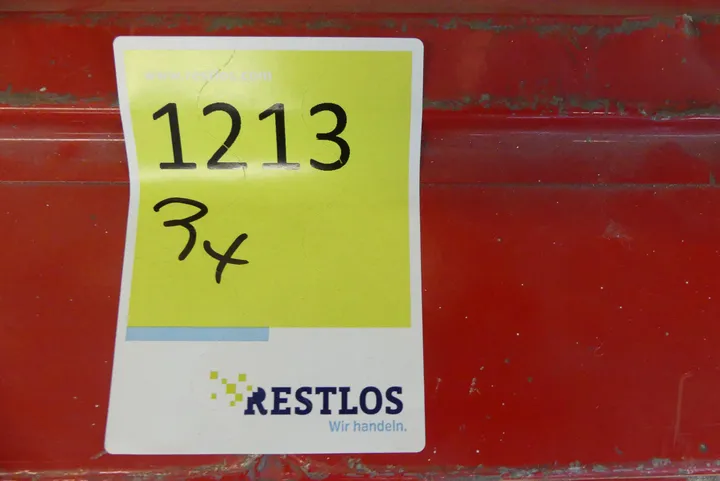 1213
3x
RESTLOS
Wir handeln.